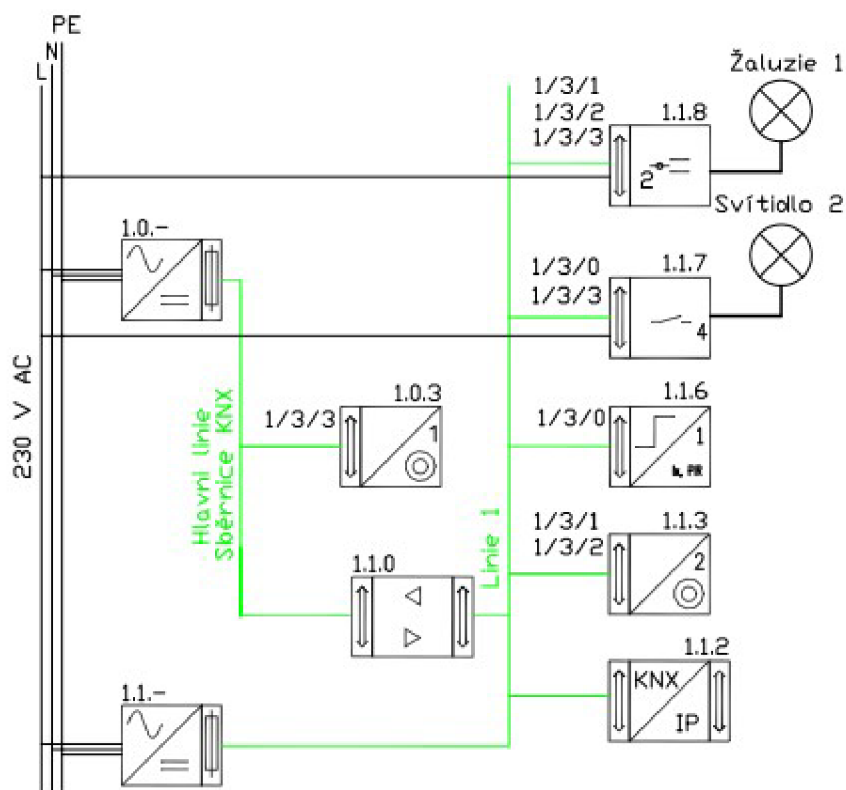 PE
N
L
Žaluzie 1
1/3/1
1/3/2
1/3/3
1.1.8
2
Svítidlo 2
1.0.-
1/3/0
1/3/3
1.1.7
4
230 V AC
Hlavni linie
Sběrnice KNX
1/3/3
1.0.3
1
1/3/0
1.1.6
1
Linie 1
1/3/1
1/3/2
1.1.3
2
1.1.0
1.1.2
KNX
IP
1.1.-